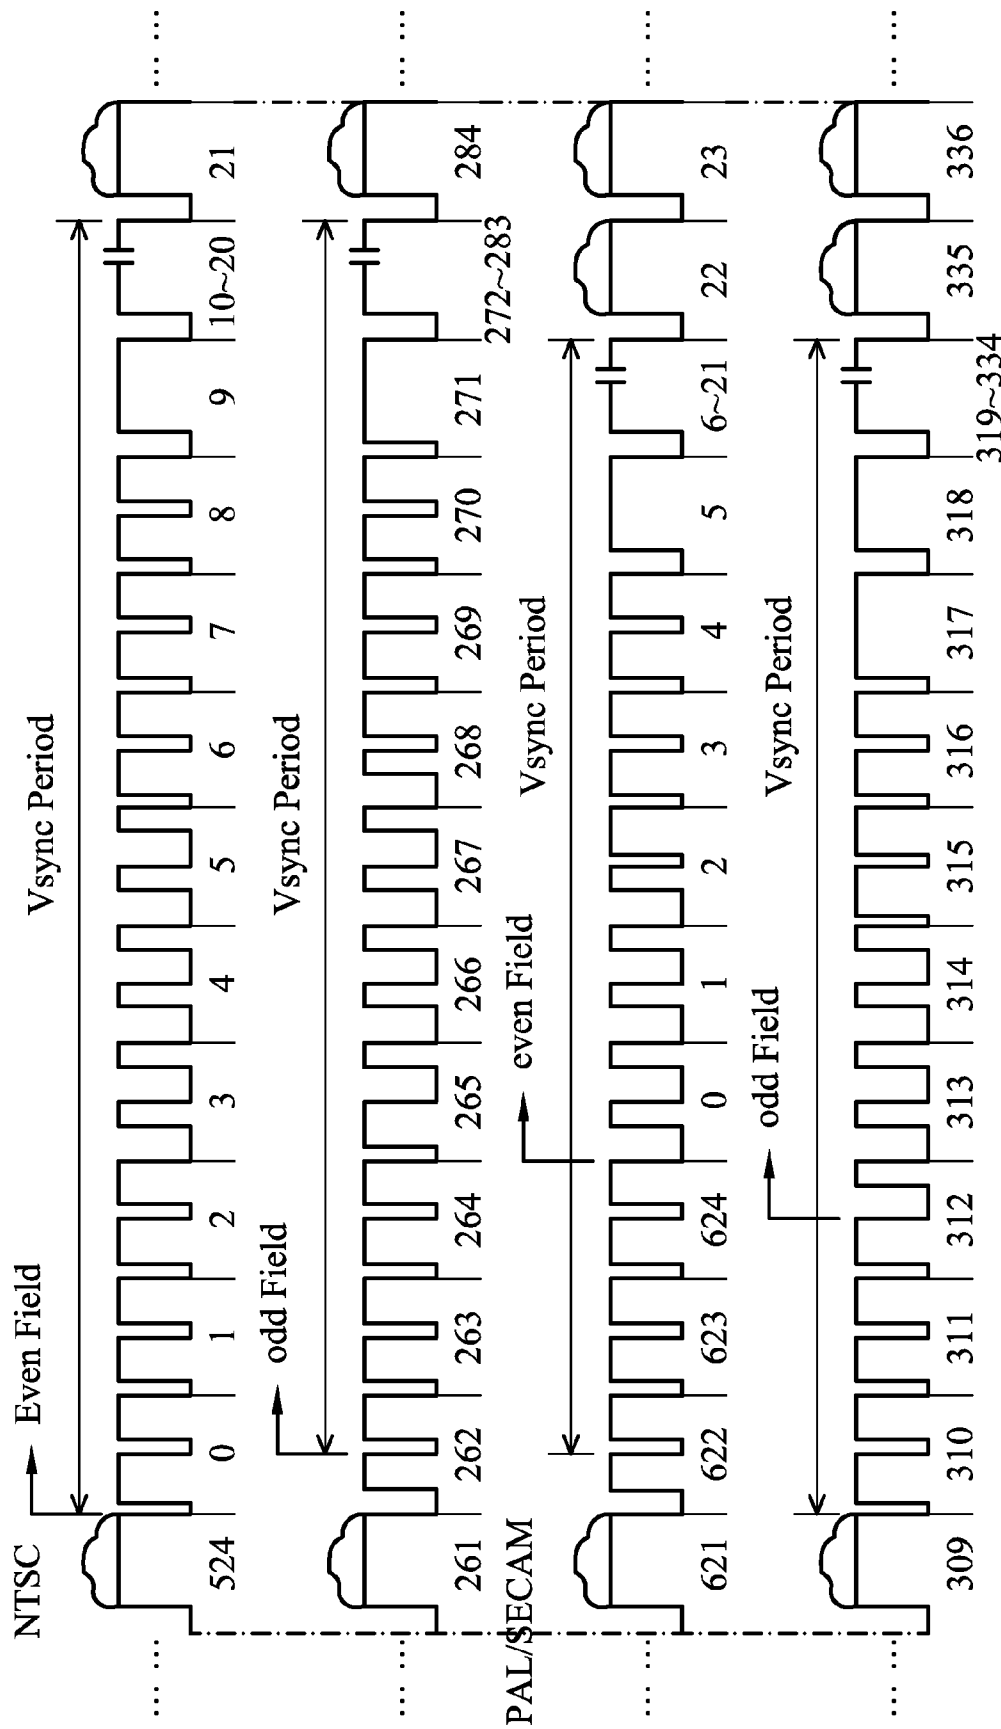 NTSC
Even Field
Vsync Period
524 0 1 2 3 4 5 6 7 8 9 10~20 21
odd Field
Vsync Period
261 262 263 264 265 266 267 268 269 270 271 272~283 284
PAL/SECAM
even Field
Vsync Period
621 622 623 624 0 1 2 3 4 5 6~21 22 23
odd Field
Vsync Period
309 310 311 312 313 314 315 316 317 318 319~334 335 336